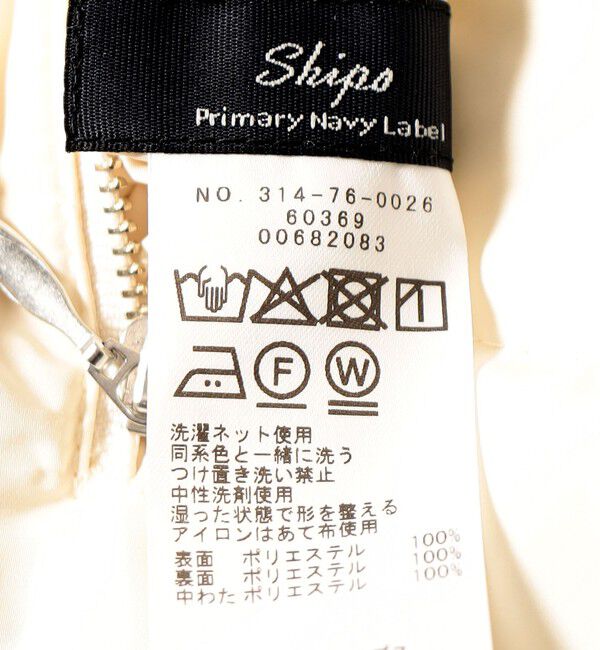 Ships
Primary Navy Label
NO. 314-76-0026
60369
00682083
F W
洗濯ネット使用
同系色と一緒に洗う
つけ置き洗い禁止
中性洗剤使用
湿った状態で形を整える
アイロンはあて布使用
表面 ポリエステル 100%
裏面 ポリエステル 100%
中わた ポリエステル 100%